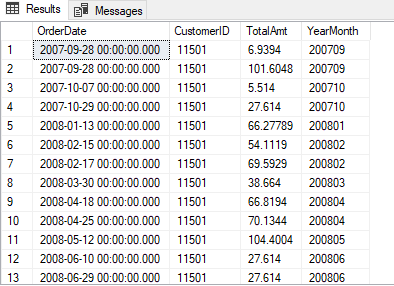 Results Messages
OrderDate CustomerID TotalAmt YearMonth
1 2007-09-28 00:00:00.000 11501 6.9394 200709
2 2007-09-28 00:00:00.000 11501 101.6048 200709
3 2007-10-07 00:00:00.000 11501 5.514 200710
4 2007-10-29 00:00:00.000 11501 27.614 200710
5 2008-01-13 00:00:00.000 11501 66.27789 200801
6 2008-02-15 00:00:00.000 11501 54.1119 200802
7 2008-02-17 00:00:00.000 11501 69.5929 200802
8 2008-03-30 00:00:00.000 11501 38.664 200803
9 2008-04-18 00:00:00.000 11501 66.8194 200804
10 2008-04-25 00:00:00.000 11501 70.1344 200804
11 2008-05-12 00:00:00.000 11501 104.4004 200805
12 2008-06-10 00:00:00.000 11501 27.614 200806
13 2008-06-29 00:00:00.000 11501 27.614 200806